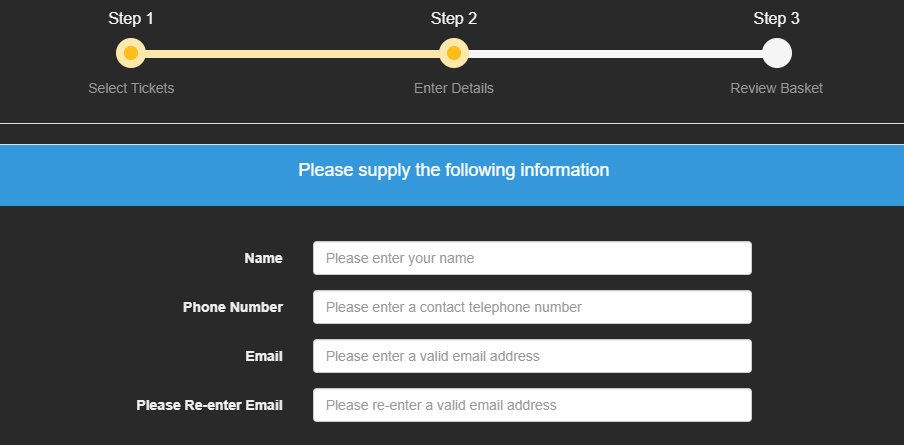 Step 1 Step 2 Step 3
Select Tickets Enter Details Review Basket
Please supply the following information
Name Please enter your name
Phone Number Please enter a contact telephone number
Email Please enter a valid email address
Please Re-enter Email Please re-enter a valid email address